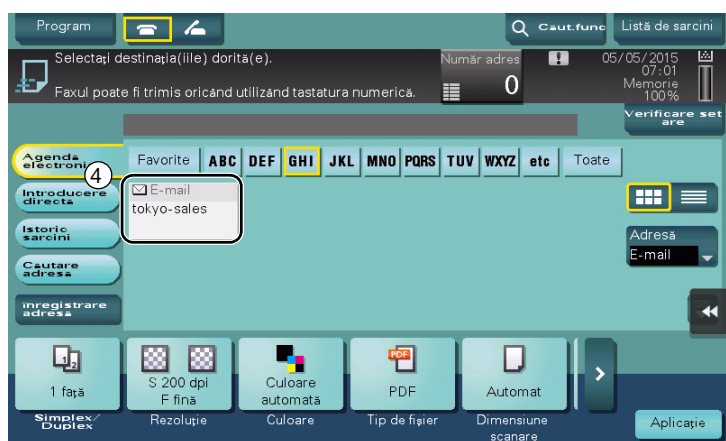 Program
Caut.func
Listă de sarcini
Selectaţi destinaţia(iile) dorită(e).
Faxul poate fi trimis oricând utilizând tastatura numerică.
Număr adres
0
05/05/2015
07:01
Memorie
100%
Verificare set
are
Agenda
electroni
4
Favorite
ABC
DEF
GHI
JKL
MNO
PQRS
TUV
WXYZ
etc
Toate
Introducere
directă
Istoric
sarcini
Căutare
adresă
Înregistrare
adresă
E-mail
tokyo-sales
Adresă
E-mail
1 2
1 faţă
Simplex/
Duplex
S 200 dpi
F fină
Rezoluţie
Culoare
automată
Culoare
PDF
PDF
Tip de fişier
Automat
Dimensiune
scanare
Aplicaţie